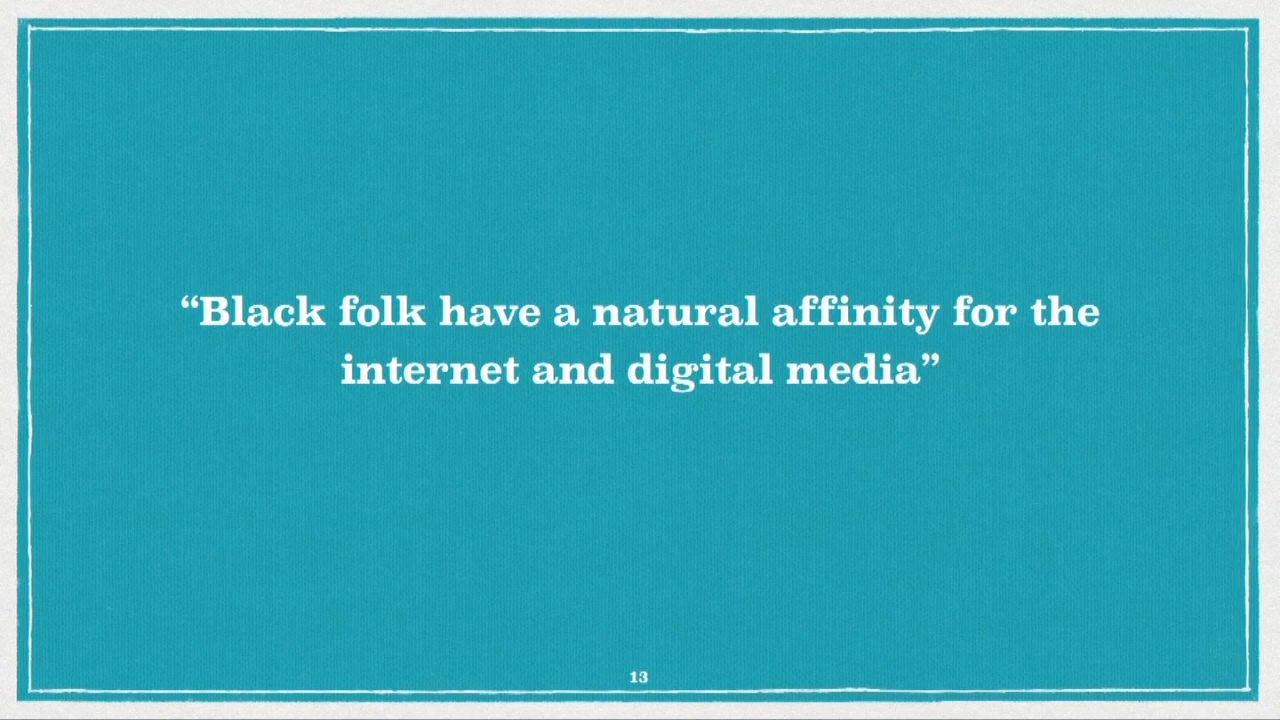 “Black folk have a natural affinity for the
internet and digital media”
13